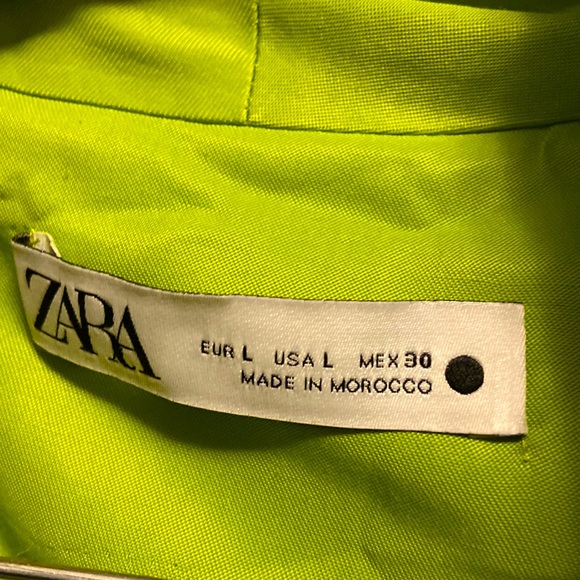 ZARA
EUR L USA L MEX 30
MADE IN MOROCCO